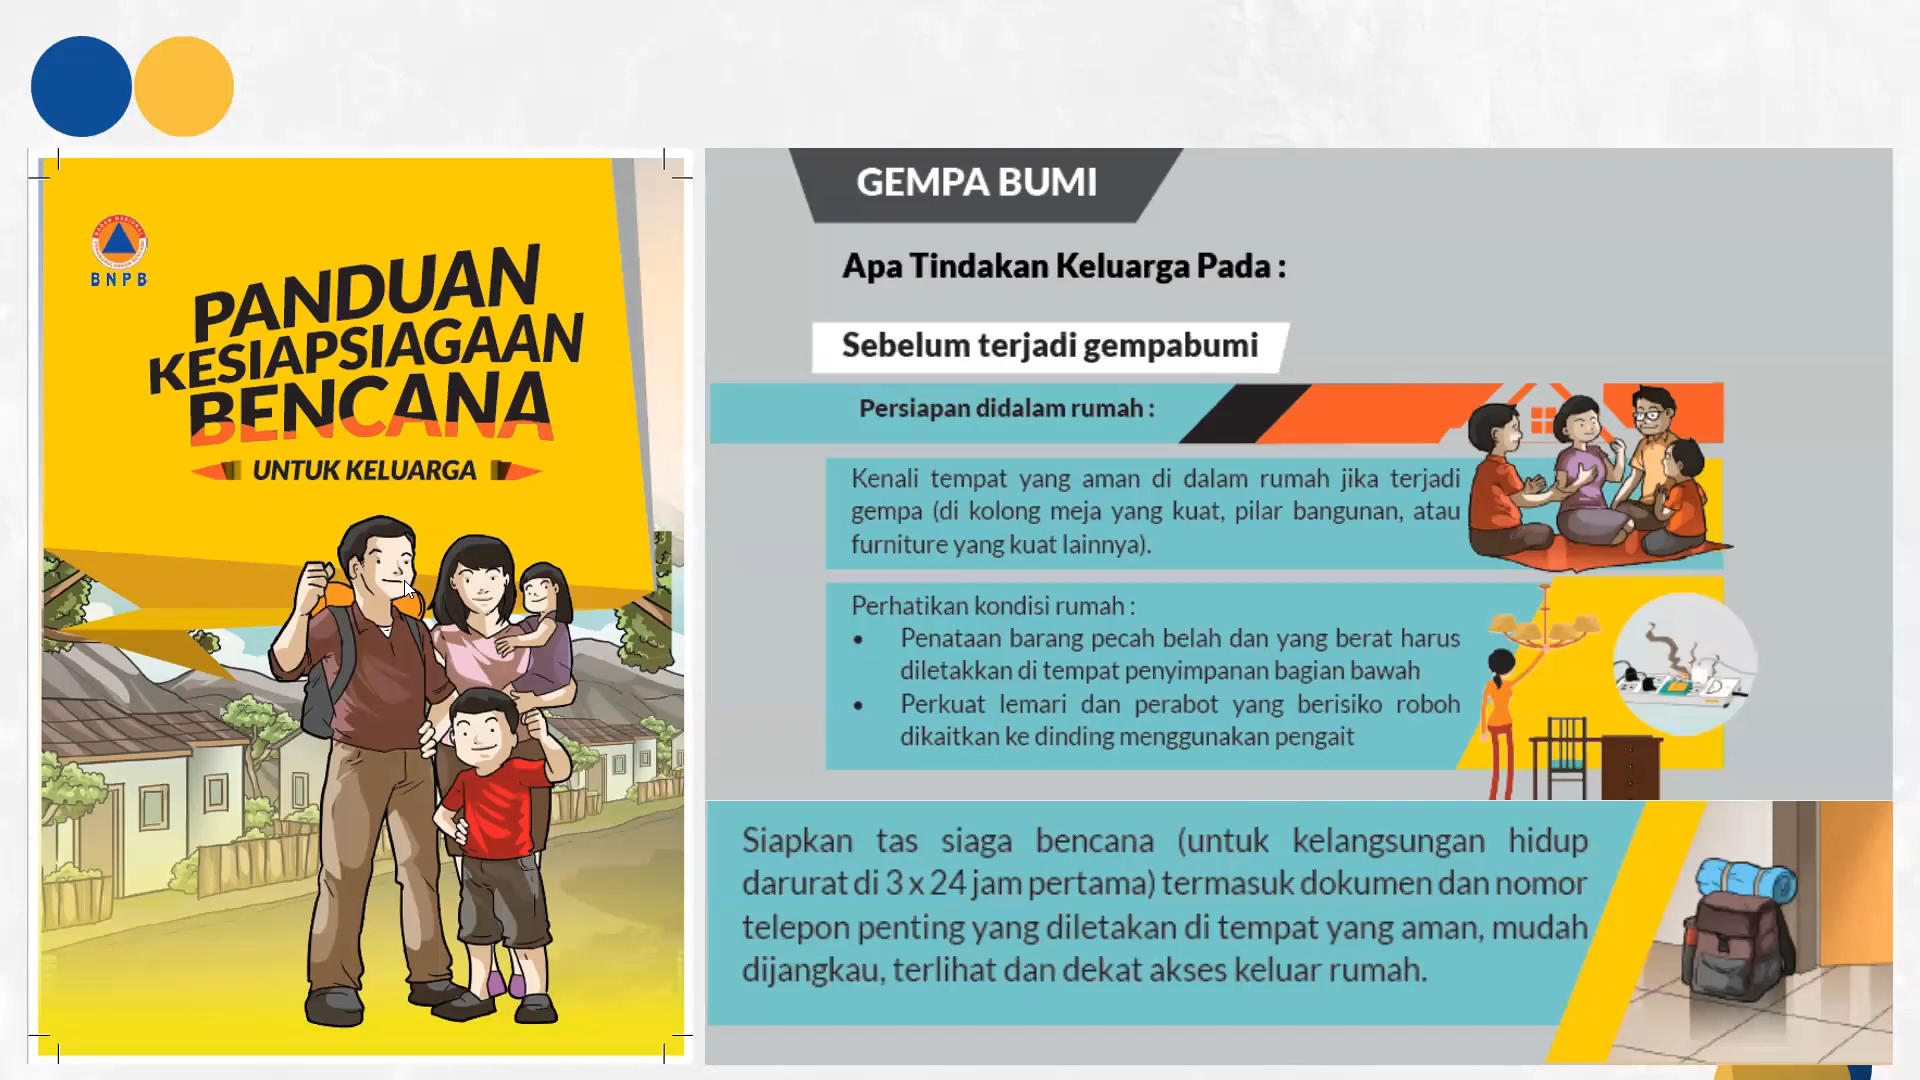 BNPB
PANDUAN
KESIAPSIAGAAN
BENCANA
UNTUK KELUARGA
GEMPA BUMI
Apa Tindakan Keluarga Pada :
Sebelum terjadi gempabumi
Persiapan didalam rumah :
Kenali tempat yang aman di dalam rumah jika terjadi
gempa (di kolong meja yang kuat, pilar bangunan, atau
furniture yang kuat lainnya).
Perhatikan kondisi rumah :
• Penataan barang pecah belah dan yang berat harus
diletakkan di tempat penyimpanan bagian bawah
• Perkuat lemari dan perabot yang berisiko roboh
dikaitkan ke dinding menggunakan pengait
Siapkan tas siaga bencana (untuk kelangsungan hidup
darurat di 3 x 24 jam pertama) termasuk dokumen dan nomor
telepon penting yang diletakan di tempat yang aman, mudah
dijangkau, terlihat dan dekat akses keluar rumah.